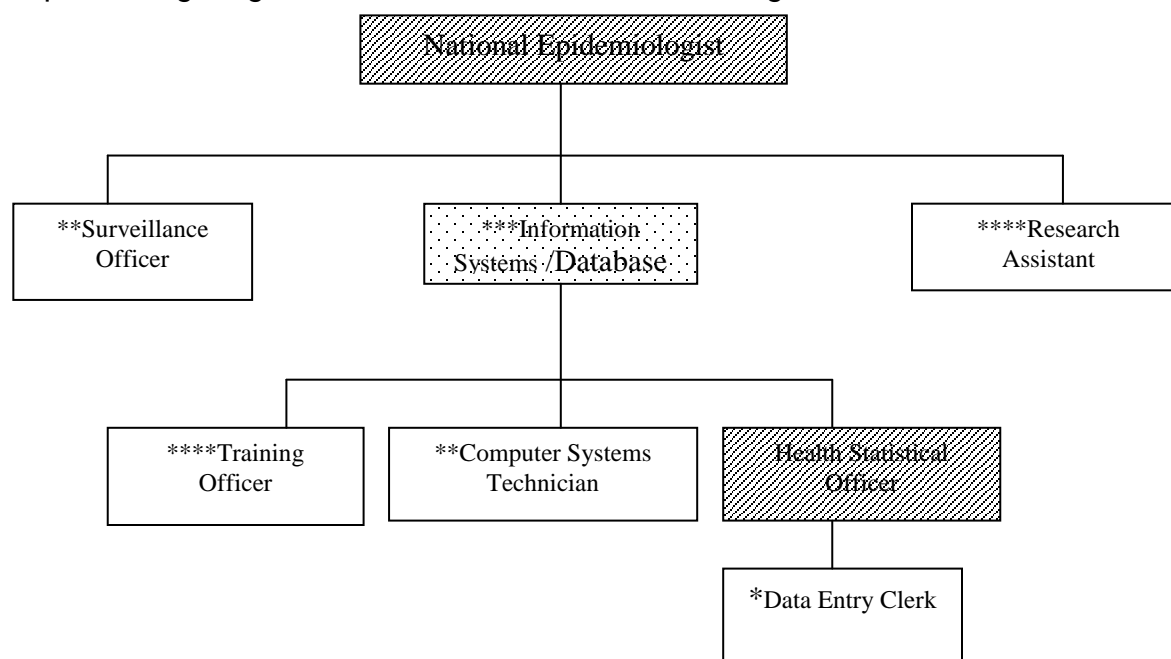 National Epidemiologist
**Surveillance
Officer
***Information
Systems /Database
****Research
Assistant
****Training
Officer
**Computer Systems
Technician
Health Statistical
Officer
*Data Entry Clerk